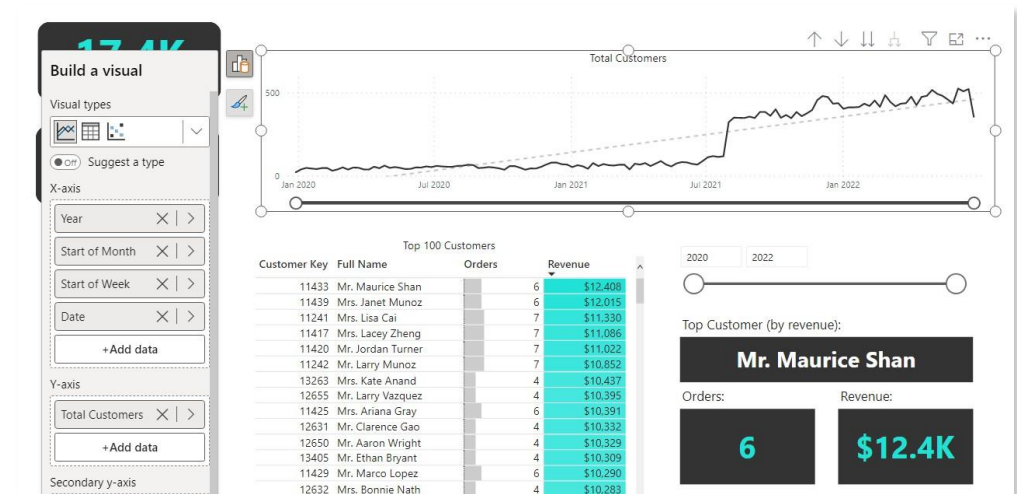 17.4K
Build a visual
Visual types
Off Suggest a type
X-axis
Year
Start of Month
Start of Week
Date
+Add data
Y-axis
Total Customers
+Add data
Secondary y-axis
Total Customers
500
0
Jan 2020 Jul 2020 Jan 2021 Jul 2021 Jan 2022
Top 100 Customers
Customer Key Full Name Orders Revenue
11433 Mr. Maurice Shan 6 $12,408
11439 Mrs. Janet Munoz 6 $12,015
11241 Mrs. Lisa Cai 7 $11,330
11417 Mrs. Lacey Zheng 7 $11,086
11420 Mr. Jordan Turner 7 $11,022
11242 Mr. Larry Munoz 7 $10,852
13263 Mrs. Kate Anand 4 $10,437
12655 Mr. Larry Vazquez 4 $10,395
11425 Mrs. Ariana Gray 6 $10,391
12631 Mr. Clarence Gao 4 $10,332
12650 Mr. Aaron Wright 4 $10,329
13405 Mr. Ethan Bryant 4 $10,309
11429 Mr. Marco Lopez 6 $10,290
12632 Mrs. Bonnie Nath 4 $10,283
2020 2022
Top Customer (by revenue):
Mr. Maurice Shan
Orders: Revenue:
6 $12.4K